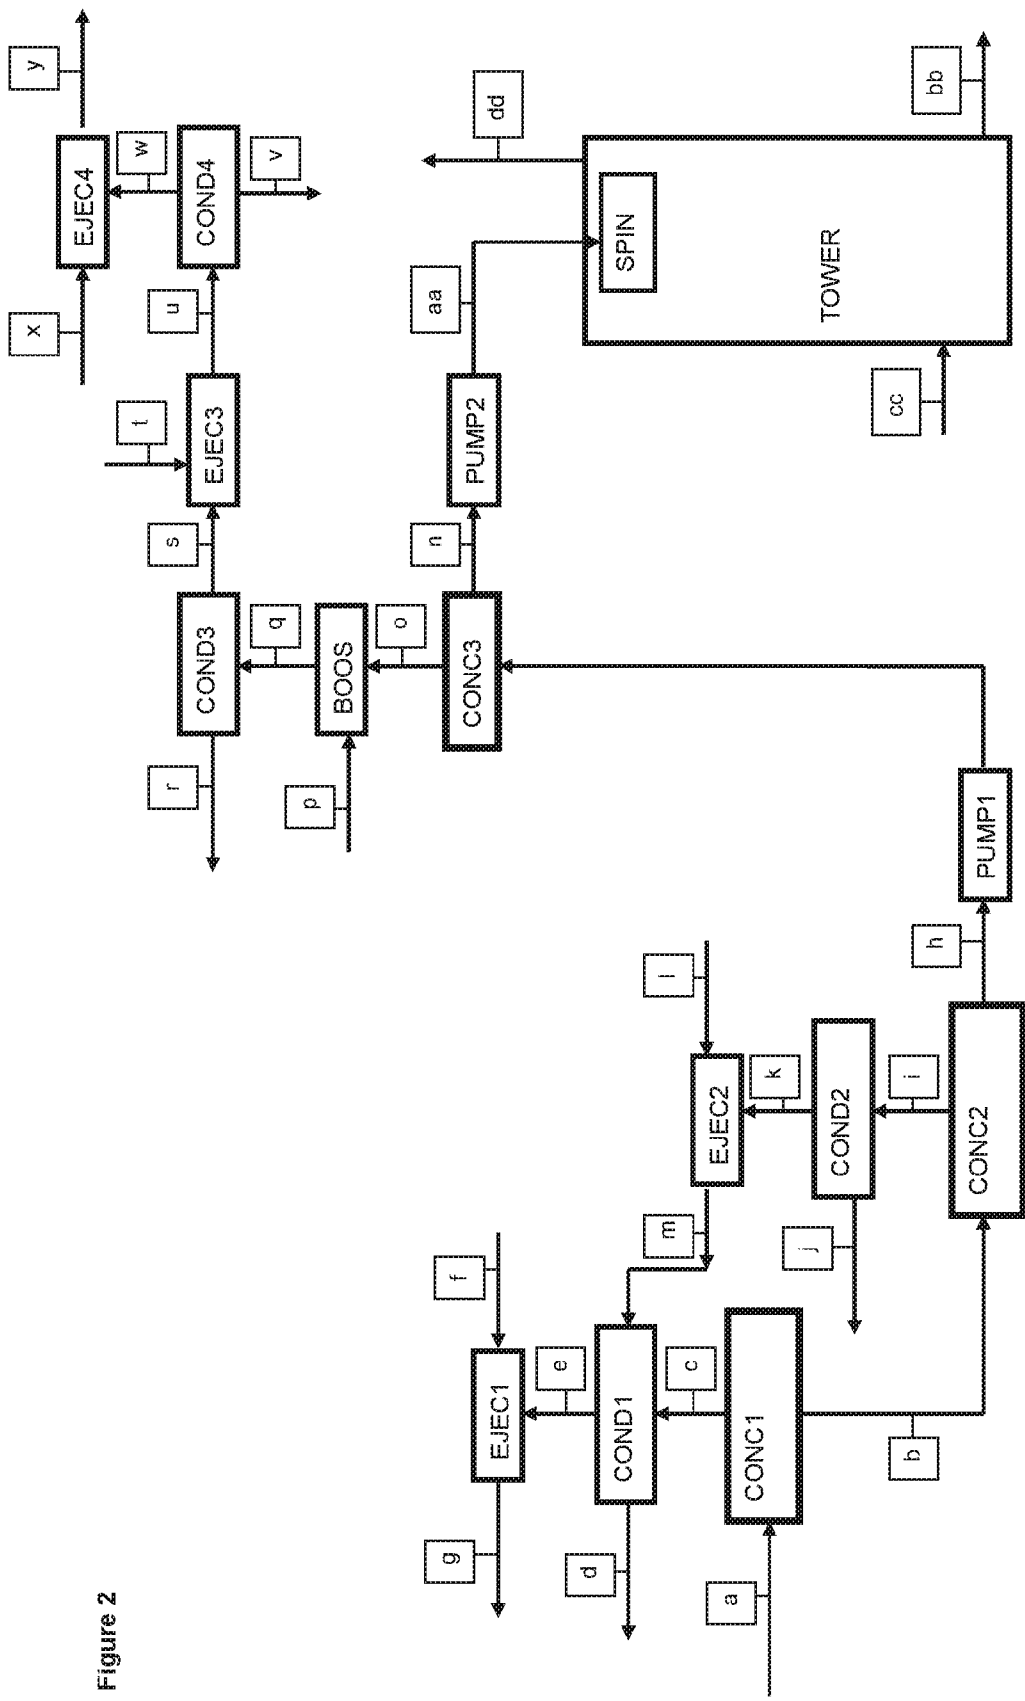 Figure 2
x
y
EJEC4
t
w
r
s
u
COND3
EJEC3
COND4
q
v
p
BOOS
o
n
aa
g
f
CONC3
PUMP2
dd
EJEC1
e
d
COND1
SPIN
m
l
c
EJEC2
a
CONC1
k
j
COND2
TOWER
cc
b
i
h
bb
CONC2
PUMP1